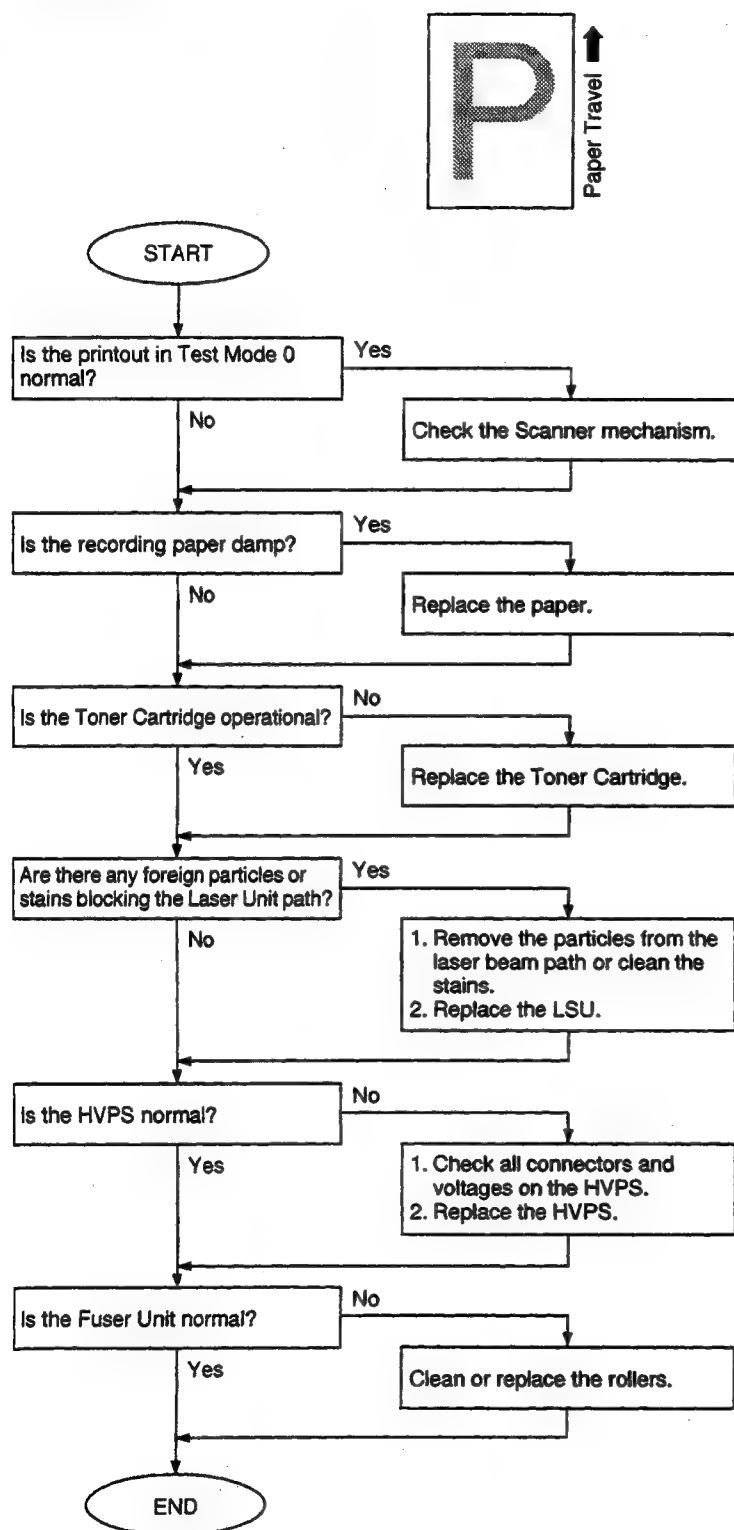 P
Paper Travel
START
Is the printout in Test Mode 0
normal?
Yes
No
Check the Scanner mechanism.
Is the recording paper damp?
Yes
No
Replace the paper.
Is the Toner Cartridge operational?
No
Yes
Replace the Toner Cartridge.
Are there any foreign particles or
stains blocking the Laser Unit path?
Yes
No
1. Remove the particles from the
laser beam path or clean the
stains.
2. Replace the LSU.
Is the HVPS normal?
No
Yes
1. Check all connectors and
voltages on the HVPS.
2. Replace the HVPS.
Is the Fuser Unit normal?
No
Yes
Clean or replace the rollers.
END